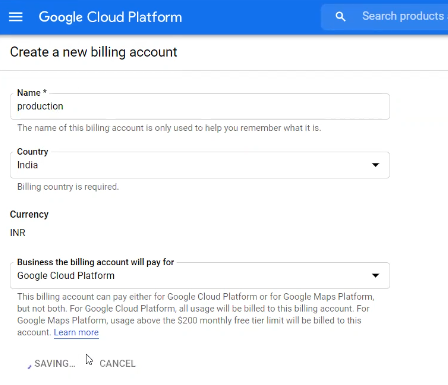 Google Cloud Platform
Search products
Create a new billing account
Name *
production
The name of this billing account is only used to help you remember what it is.
Country
India
Billing country is required.
Currency
INR
Business the billing account will pay for
Google Cloud Platform
This billing account can pay either for Google Cloud Platform or for Google Maps Platform,
but not both. For Google Cloud Platform, all usage will be billed to this billing account. For
Google Maps Platform, usage above the $200 monthly free tier limit will be billed to this
account. Learn more
SAVING... CANCEL